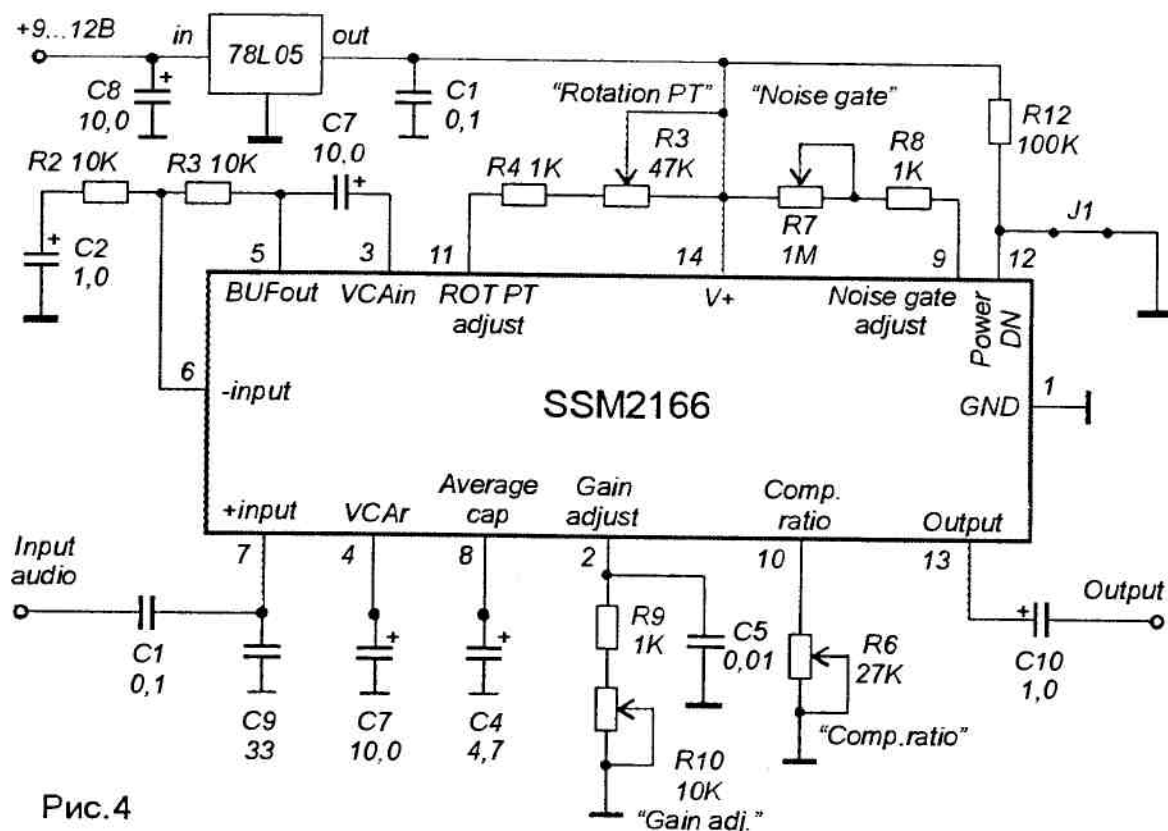 +9...12В
in
78L05
out
C8
10,0
C1
0,1
"Rotation PT"
"Noise gate"
R12
100K
C7
10,0
R2 10K
R3 10K
R4 1K
R3
47K
R8
1K
R7
1M
J1
C2
1,0
5
3
11
14
9
12
BUFout
VCAin
ROT PT
adjust
V+
Noise gate
adjust
Power
DN
6
-input
SSM2166
1
GND
+input
VCAr
Average
cap
Gain
adjust
Comp.
ratio
Output
7
4
8
2
10
13
Input
audio
Output
C1
0,1
C9
33
C7
10,0
C4
4,7
R9
1K
C5
0,01
R6
27K
C10
1,0
"Comp.ratio"
R10
10K
"Gain adj."
Рис.4